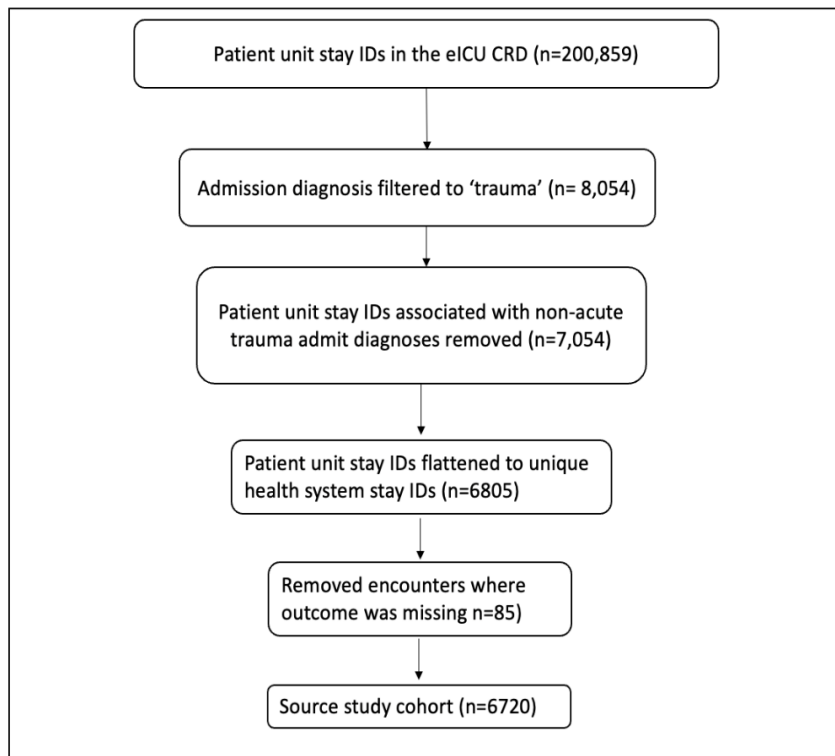 Patient unit stay IDs in the eICU CRD (n=200,859)
Admission diagnosis filtered to ‘trauma’ (n= 8,054)
Patient unit stay IDs associated with non-acute
trauma admit diagnoses removed (n=7,054)
Patient unit stay IDs flattened to unique
health system stay IDs (n=6805)
Removed encounters where
outcome was missing n=85)
Source study cohort (n=6720)